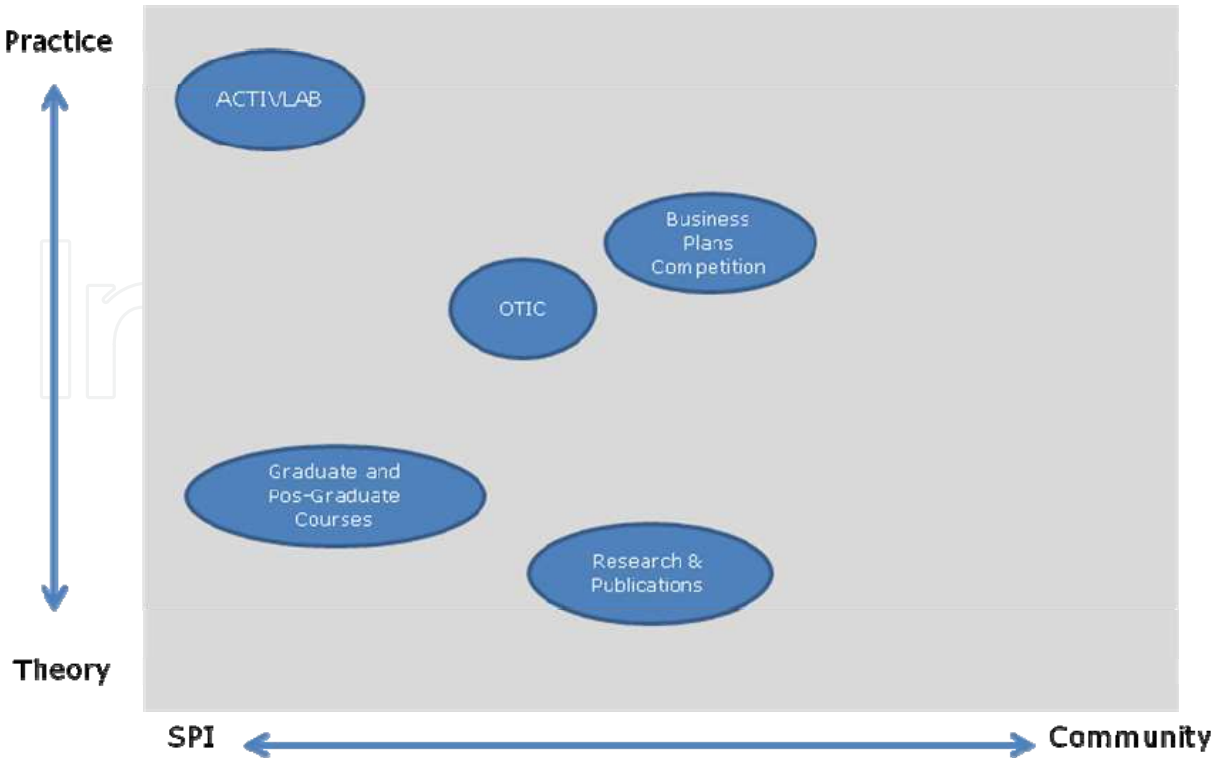 Practice
ACTIVLAB
Business
Plans
Competition
OTIC
Graduate and
Pos-Graduate
Courses
Research &
Publications
Theory
SPI
Community